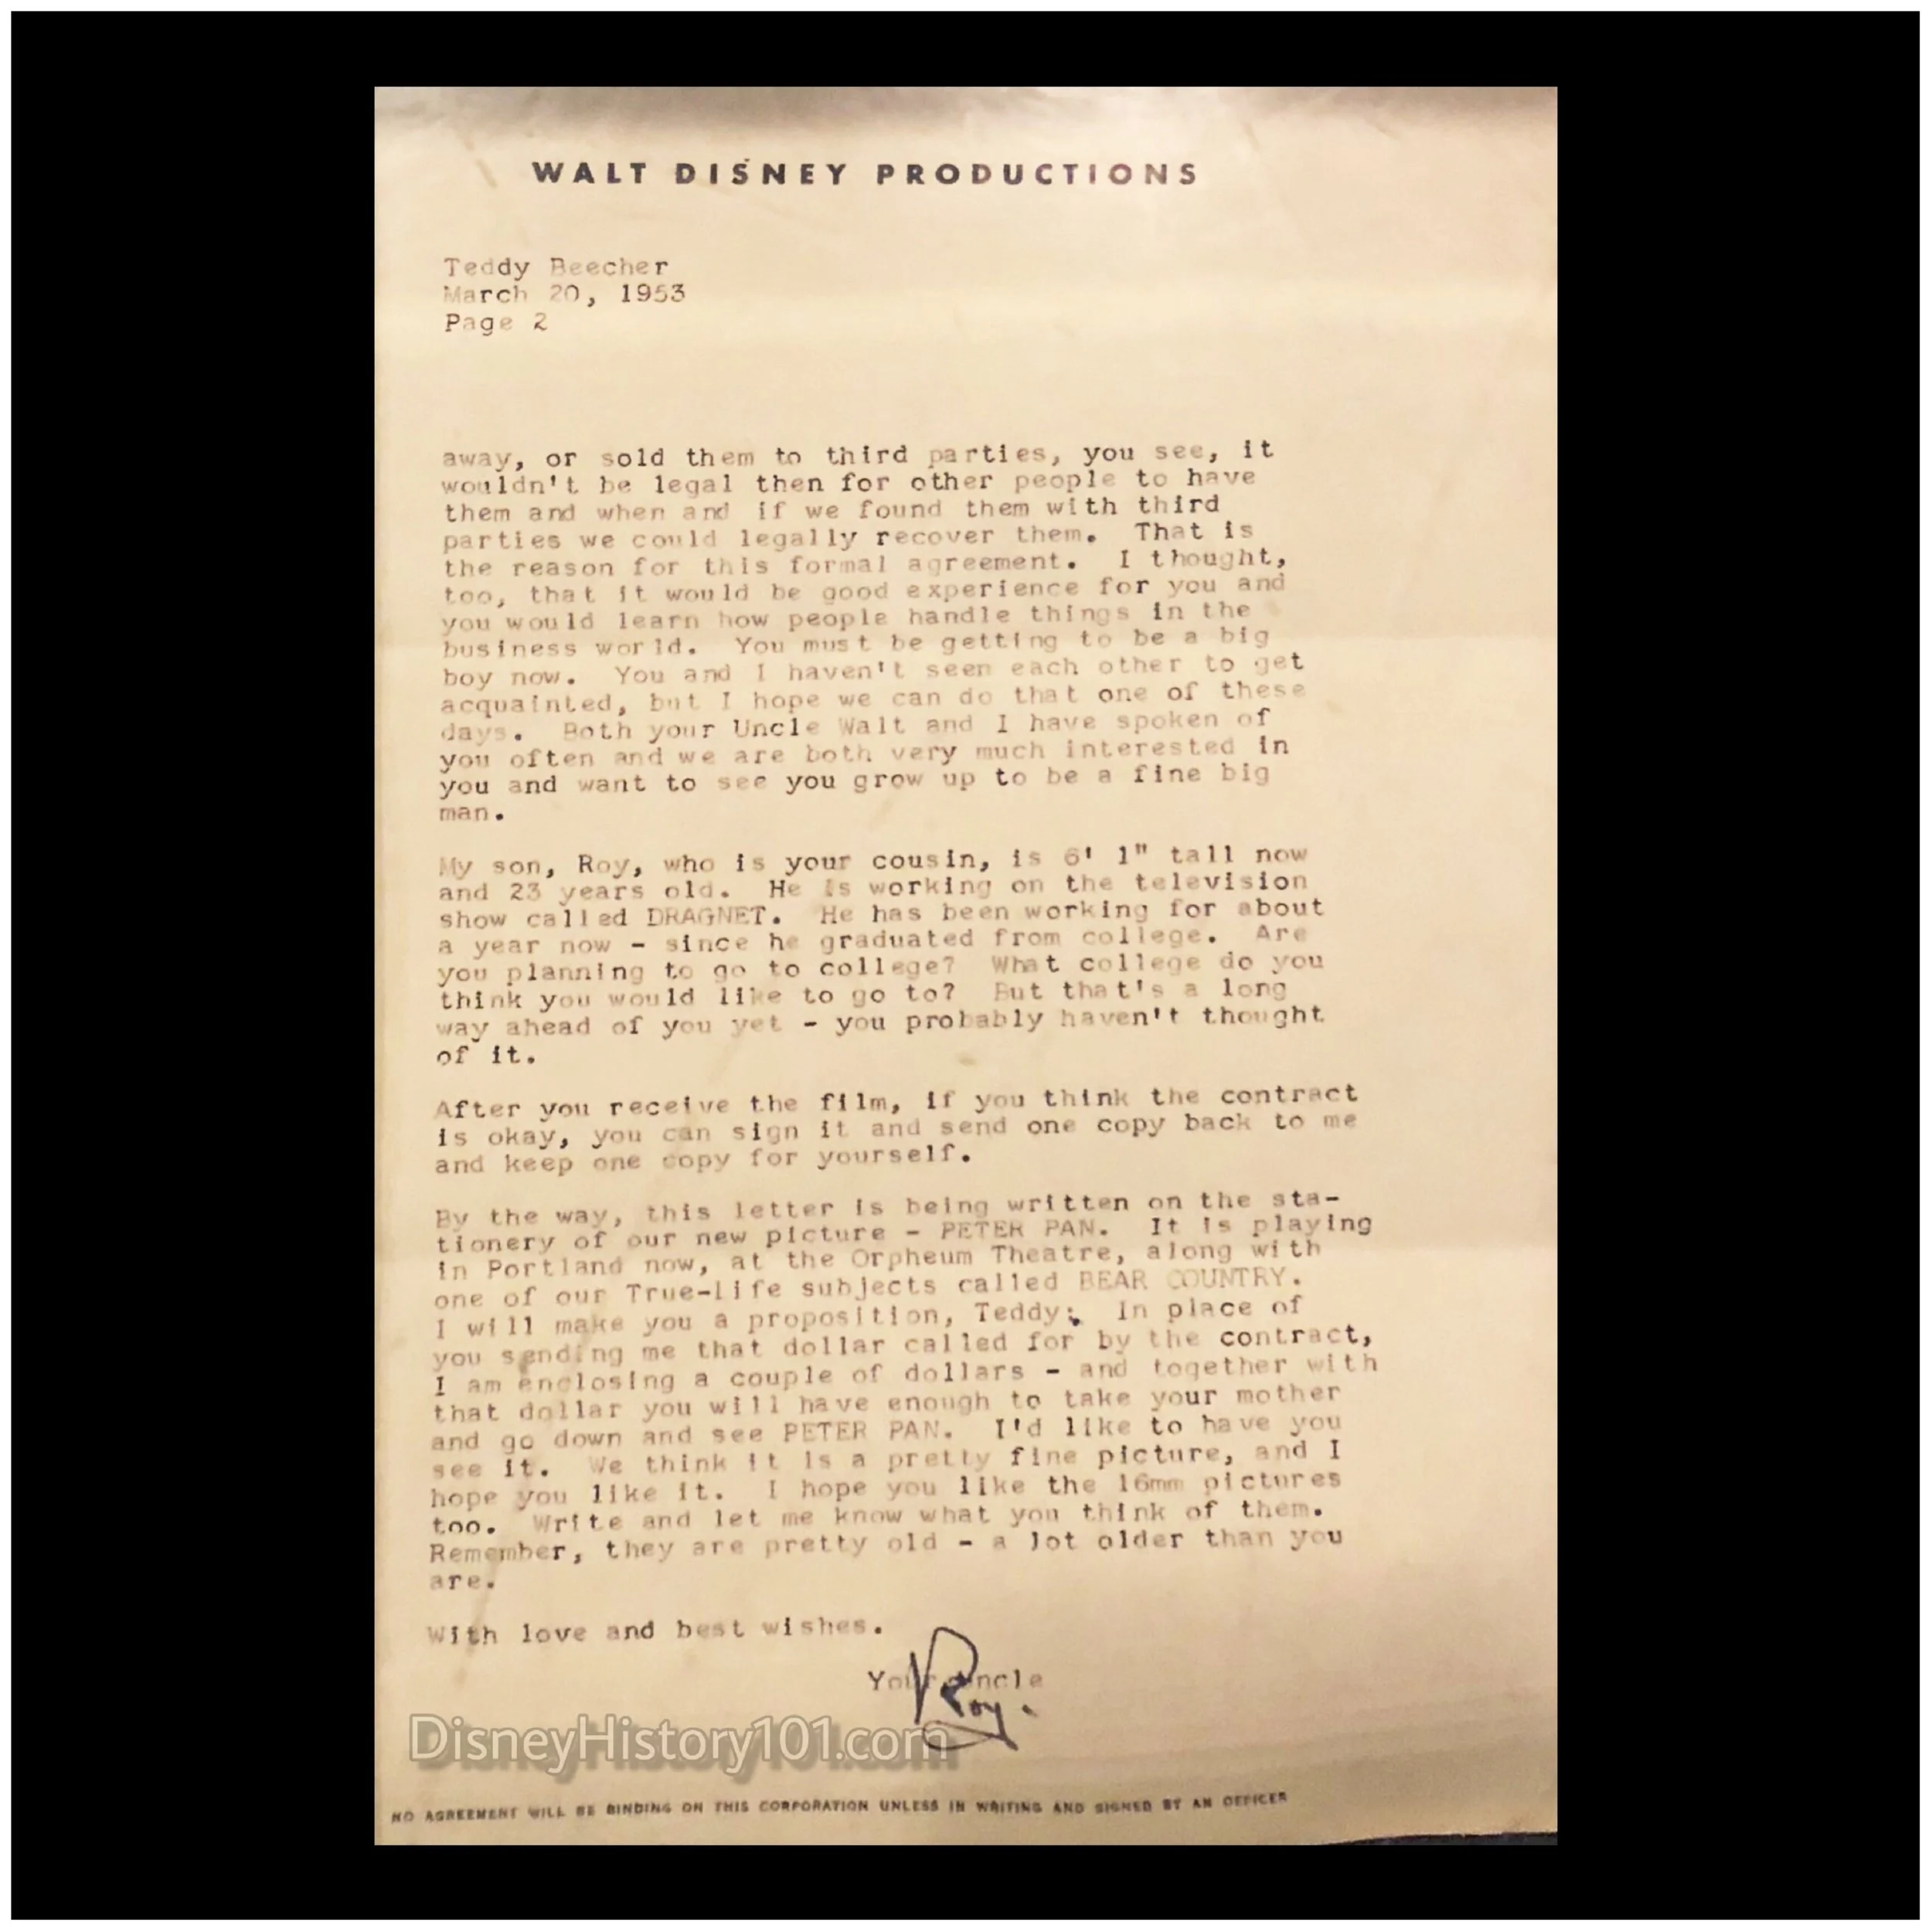 WALT DISNEY PRODUCTIONS
Teddy Beecher
March 20, 1953
Page 2
away, or sold them to third parties, you see, it
wouldn't be legal then for other people to have
them and when and if we found them with third
parties we could legally recover them. That is
the reason for this formal agreement. I thought,
too, that it would be good experience for you and
you would learn how people handle things in the
business world. You must be getting to be a big
boy now. You and I haven't seen each other to get
acquainted, but I hope we can do that one of these
days. Both your Uncle Walt and I have spoken of
you often and we are both very much interested in
you and want to see you grow up to be a fine big
man.
My son, Roy, who is your cousin, is 6' 1" tall now
and 23 years old. He is working on the television
show called DRAGNET. He has been working for about
a year now - since he graduated from college. Are
you planning to go to college? What college do you
think you would like to go to? But that's a long
way ahead of you yet - you probably haven't thought
of it.
After you receive the film, if you think the contract
is okay, you can sign it and send one copy back to me
and keep one copy for yourself.
By the way, this letter is being written on the sta-
tionery of our new picture - PETER PAN. It is playing
in Portland now, at the Orpheum Theatre, along with
one of our True-life subjects called BEAR COUNTRY.
I will make you a proposition, Teddy: In place of
you sending me that dollar called for by the contract,
I am enclosing a couple of dollars - and together with
that dollar you will have enough to take your mother
and go down and see PETER PAN. I'd like to have you
see it. We think it is a pretty fine picture, and I
hope you like it. I hope you like the 16mm pictures
too. Write and let me know what you think of them.
Remember, they are pretty old - a lot older than you
are.
With love and best wishes.
Your uncle
Roy.
DisneyHistory101.com
NO AGREEMENT WILL BE BINDING ON THIS CORPORATION UNLESS IN WRITING AND SIGNED BY AN OFFICER